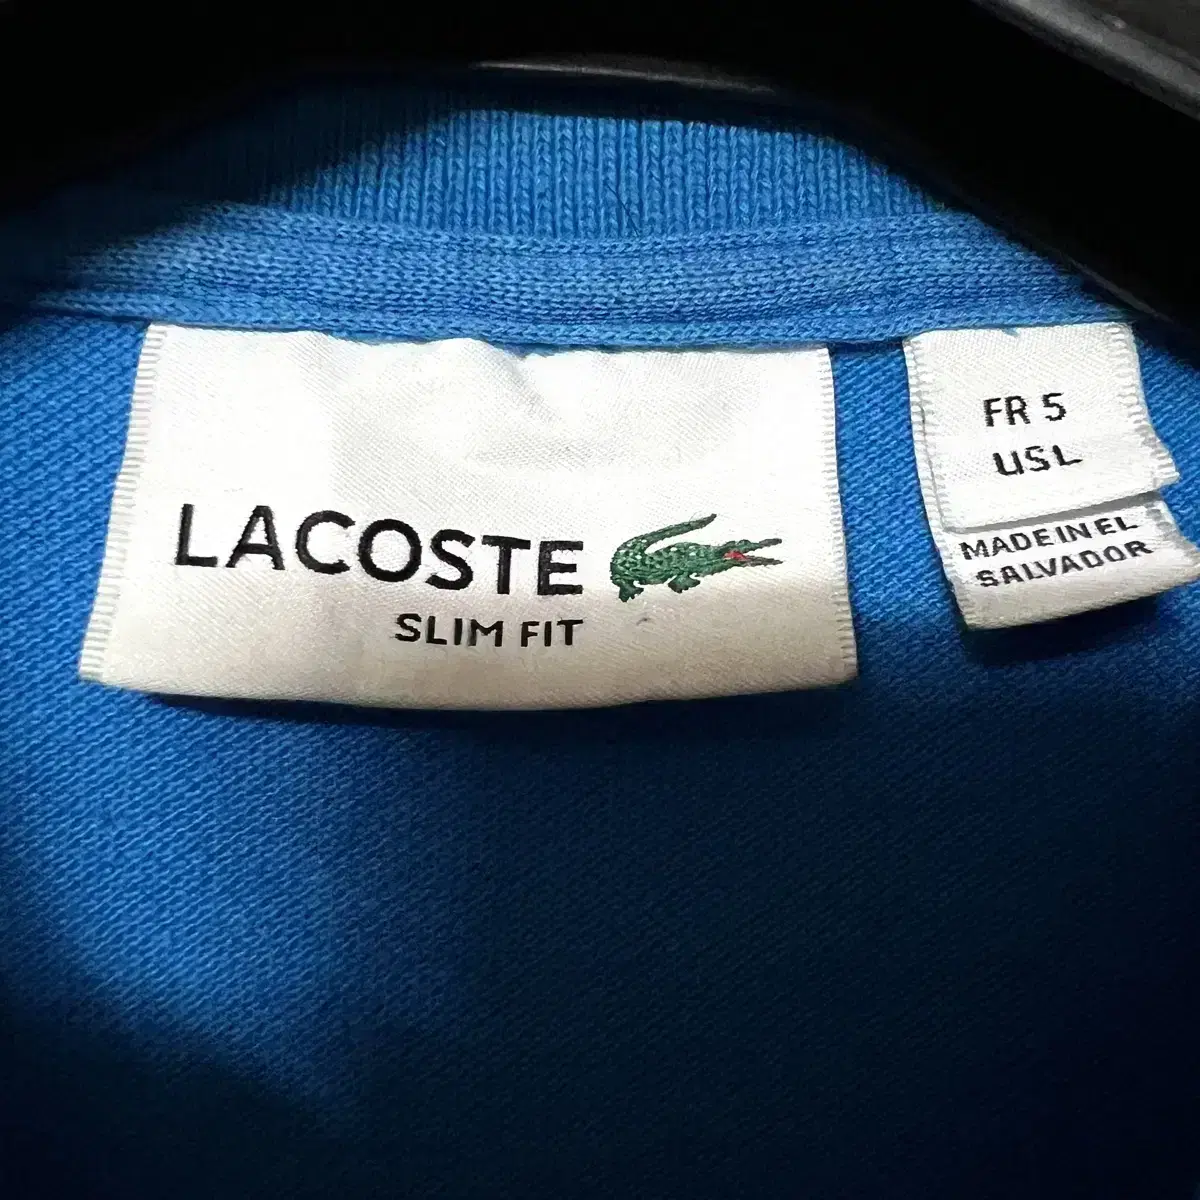 LACOSTE
SLIM FIT
FR 5
US L
MADE IN EL
SALVADOR